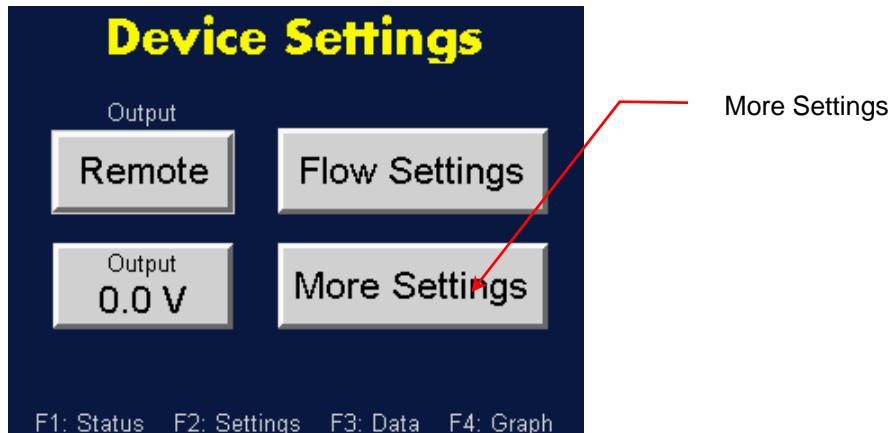 Device Settings
Output
Remote
Flow Settings
Output
0.0 V
More Settings
F1: Status F2: Settings F3: Data F4: Graph
More Settings